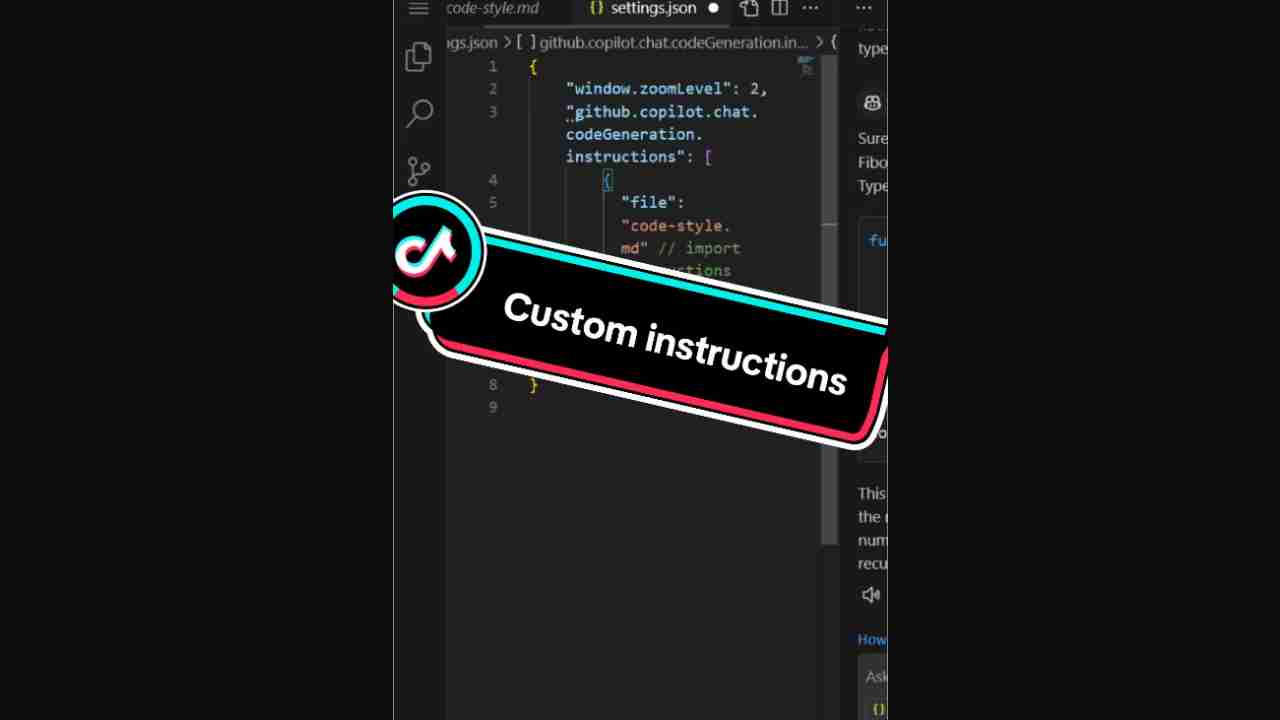 code-style.md
{} settings.json
gs.json > [ ] github.copilot.chat.codeGeneration.in... > {
1 {
2 "window.zoomLevel": 2,
3 "github.copilot.chat.
codeGeneration.
instructions": [
4 {
5 "file":
"code-style.
md" // import
Custom instructions
8 }
9
type
Sure
Fibo
Type
fu
This
the
num
recu
How
Ask
{}